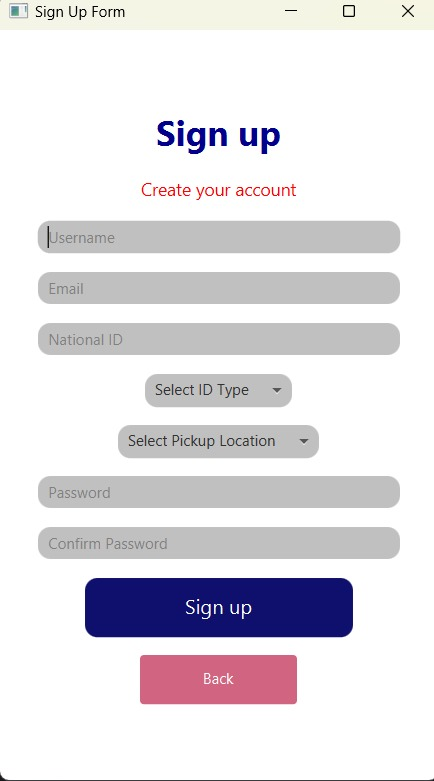 Sign Up Form
Sign up
Create your account
Username
Email
National ID
Select ID Type
Select Pickup Location
Password
Confirm Password
Sign up
Back